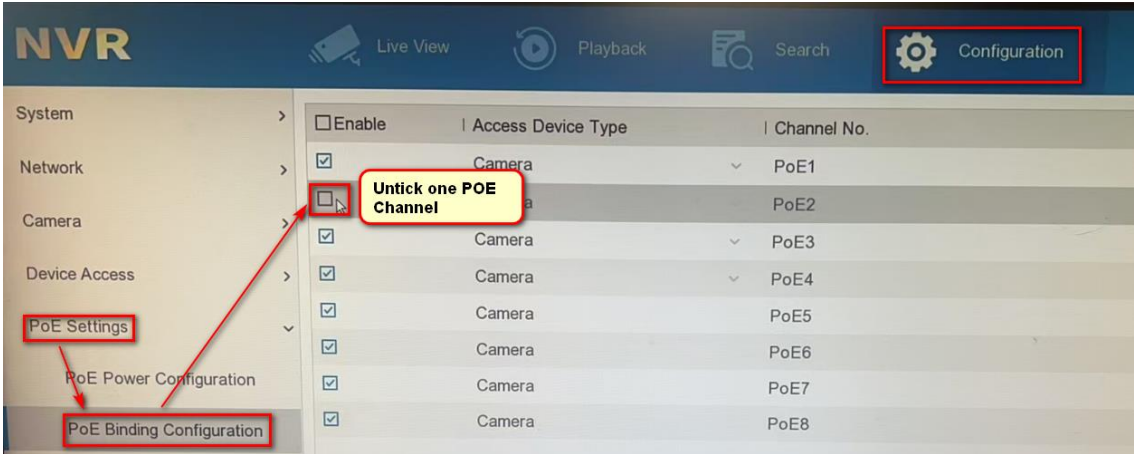 NVR
Live View
Playback
Search
Configuration
System
Network
Camera
Device Access
PoE Settings
PoE Power Configuration
PoE Binding Configuration
Enable
Access Device Type
Channel No.
Camera
PoE1
Untick one POE
Channel
a
PoE2
Camera
PoE3
Camera
PoE4
Camera
PoE5
Camera
PoE6
Camera
PoE7
Camera
PoE8